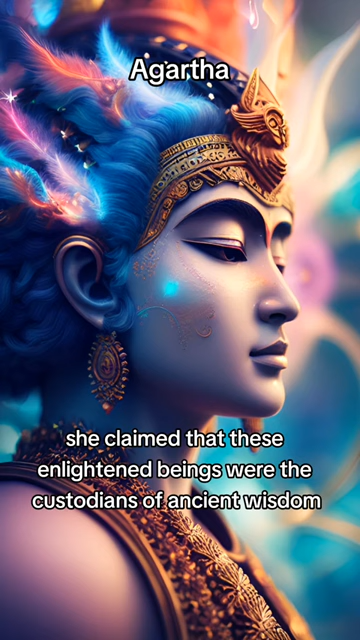 Agartha
she claimed that these
enlightened beings were the
custodians of ancient wisdom